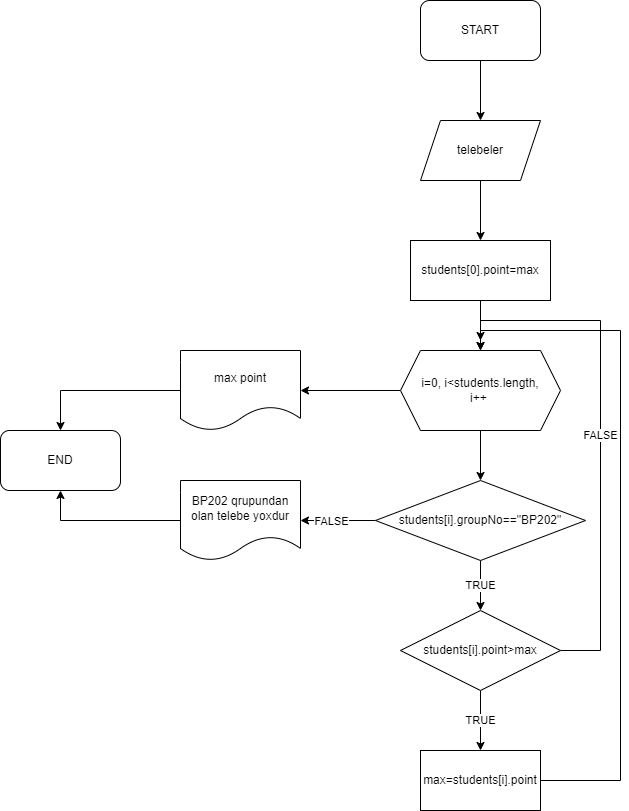 START
telebeler
students[0].point=max
i=0, i<students.length,
i++
max point
FALSE
END
BP202 qrupundan
olan telebe yoxdur
FALSE
students[i].groupNo=="BP202"
TRUE
students[i].point>max
TRUE
max=students[i].point